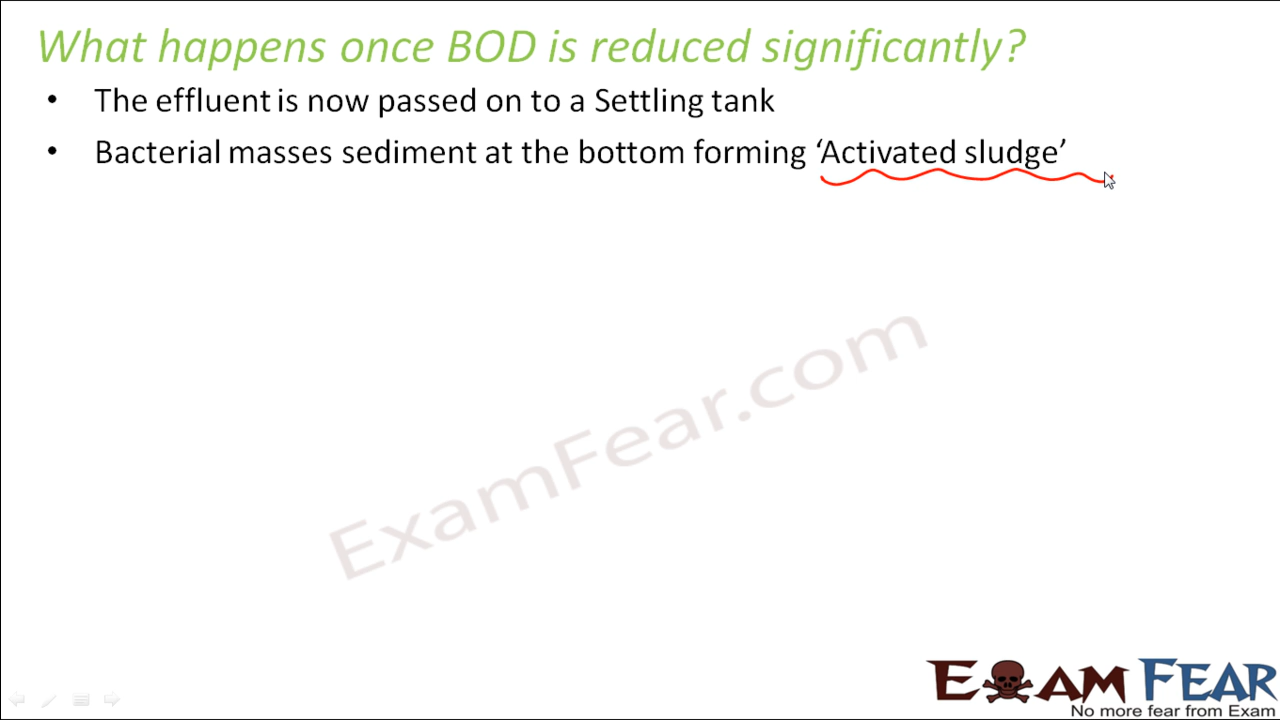 What happens once BOD is reduced significantly?
• The effluent is now passed on to a Settling tank
• Bacterial masses sediment at the bottom forming ‘Activated sludge’
ExamFear.com
EXAM FEAR
No more fear from Exam